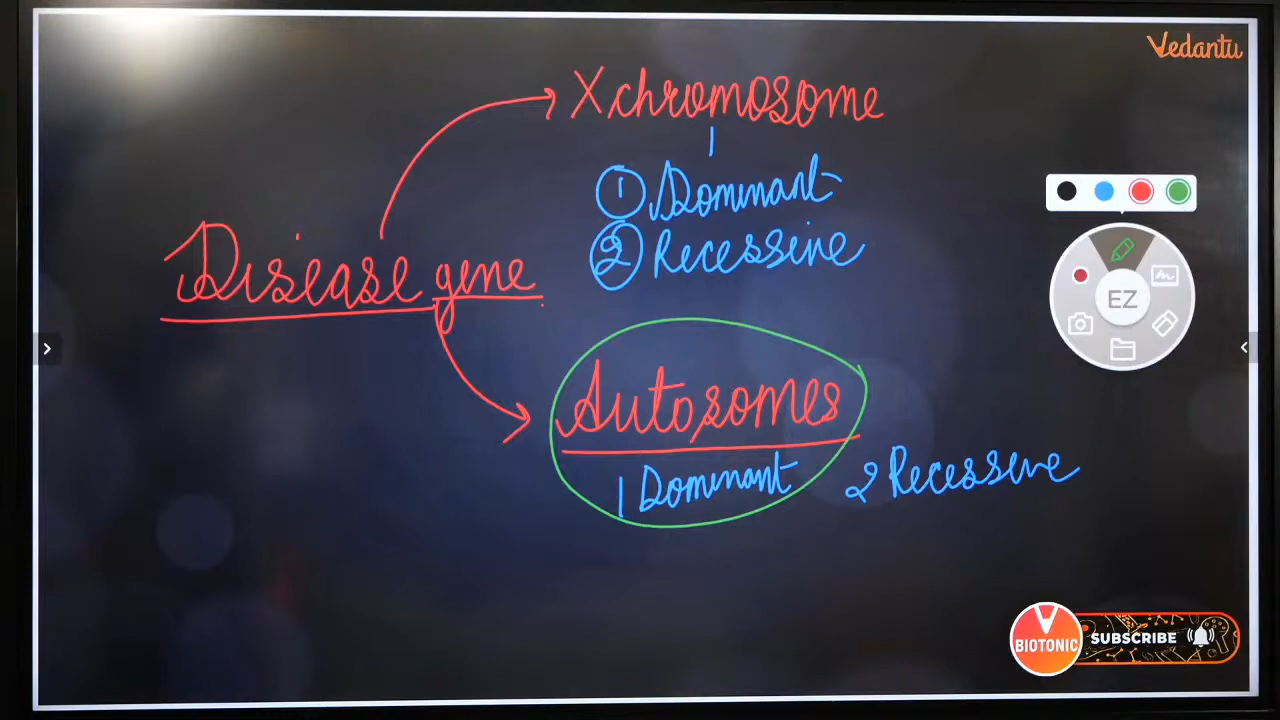 Vedantu
X chromosome
① Dominant
② Recessive
Disease gene
EZ
Autosomes
1 Dominant 2 Recessive
BIOTONIC
SUBSCRIBE